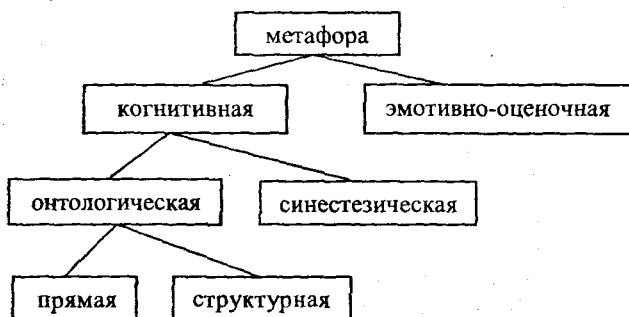 метафора
когнитивная
эмотивно-оценочная
онтологическая
синестезическая
прямая
структурная